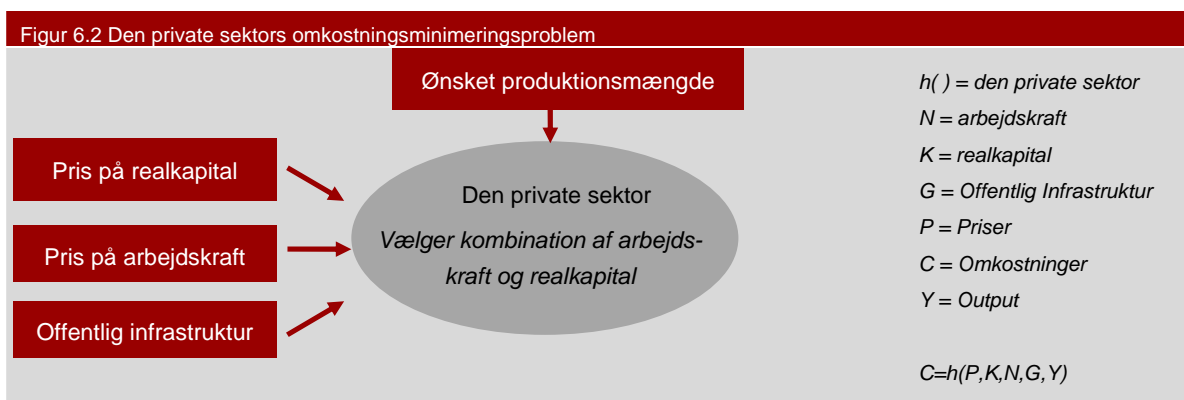 Figur 6.2 Den private sektors omkostningsminimeringsproblem
Ønsket produktionsmængde
Pris på realkapital
Pris på arbejdskraft
Offentlig infrastruktur
Den private sektor
Vælger kombination af arbejds-
kraft og realkapital
h( ) = den private sektor
N = arbejdskraft
K = realkapital
G = Offentlig Infrastruktur
P = Priser
C = Omkostninger
Y = Output
C=h(P,K,N,G,Y)